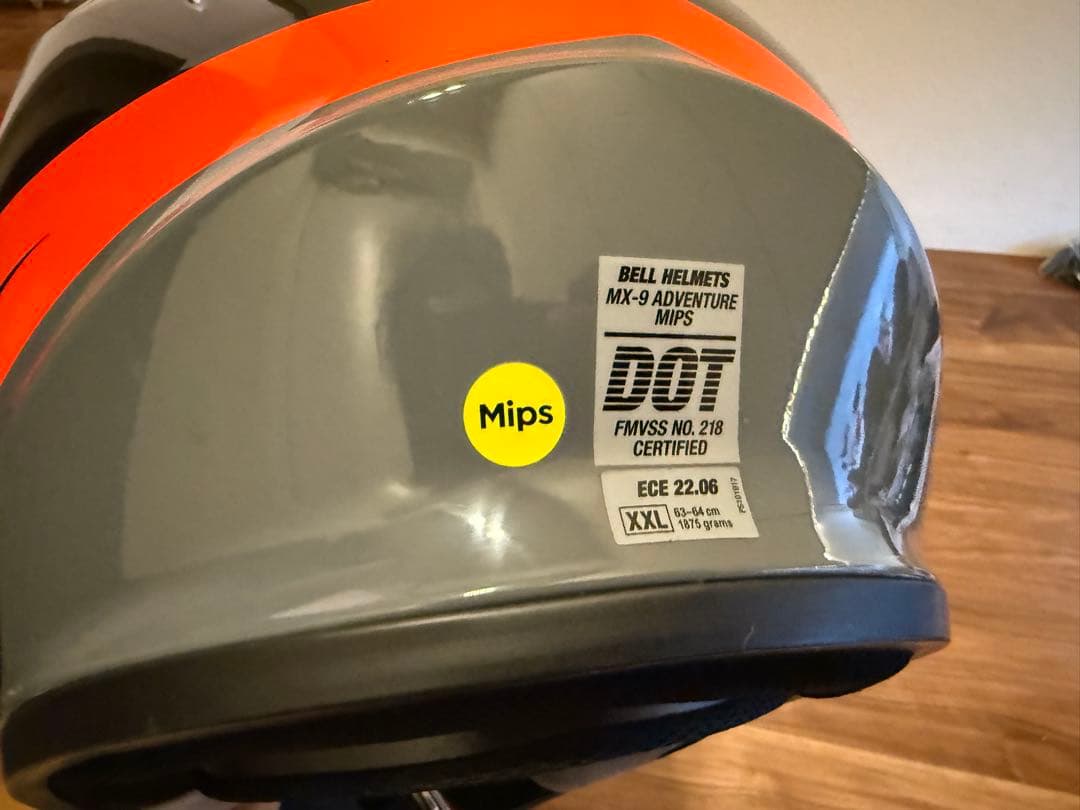 Mips
BELL HELMETS
MX-9 ADVENTURE
MIPS
DOT
FMVSS NO. 218
CERTIFIED
ECE 22.06
XXL
63-64 cm
1875 grams